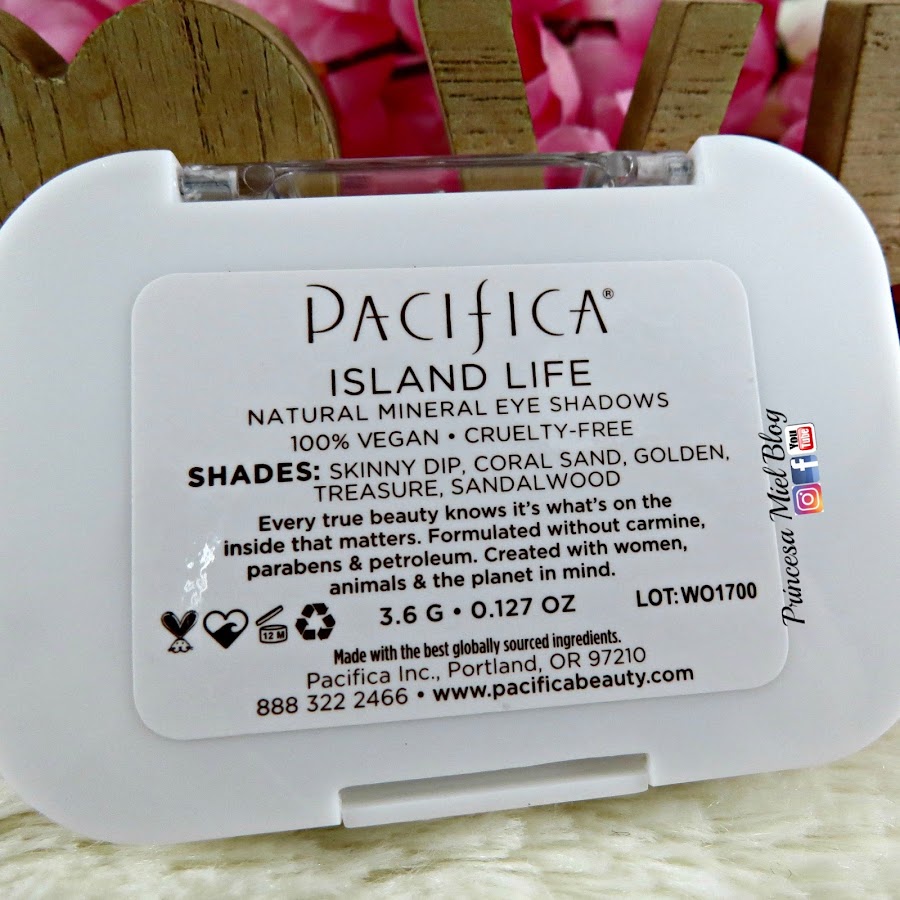 PACIFICA®
ISLAND LIFE
NATURAL MINERAL EYE SHADOWS
100% VEGAN • CRUELTY-FREE
SHADES: SKINNY DIP, CORAL SAND, GOLDEN,
TREASURE, SANDALWOOD
Every true beauty knows it's what's on the
inside that matters. Formulated without carmine,
parabens & petroleum. Created with women,
animals & the planet in mind.
12 M
3.6 G • 0.127 OZ
LOT: WO1700
Made with the best globally sourced ingredients.
Pacifica Inc., Portland, OR 97210
888 322 2466 • www.pacificabeauty.com
Princesa Miel Blog
You Tube
f